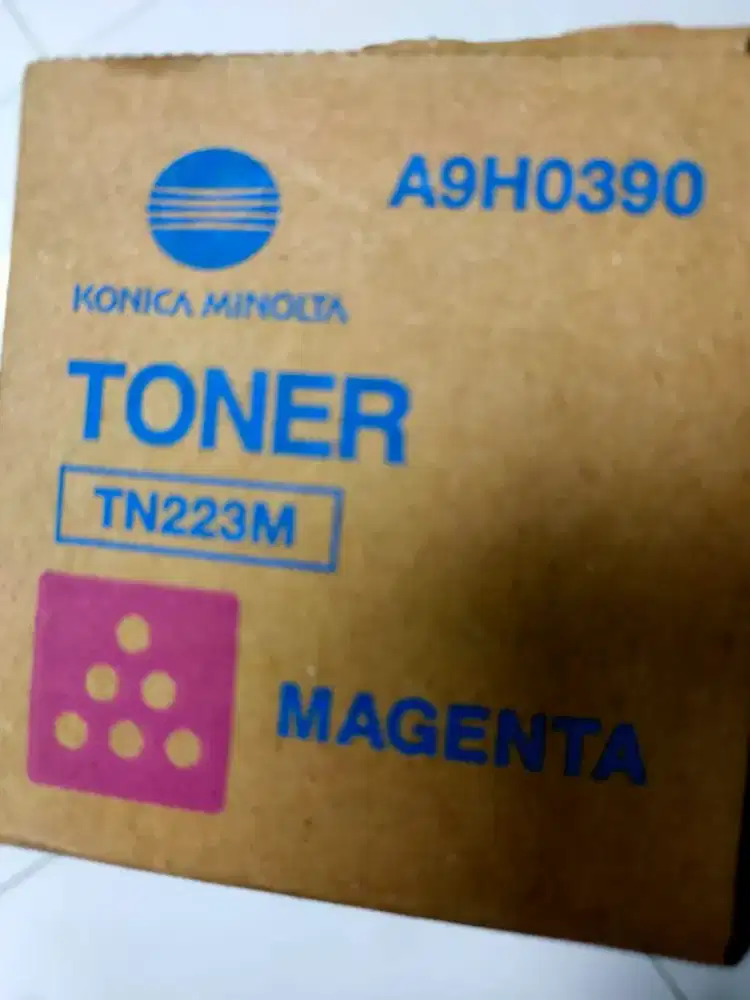 A9H0390
KONICA MINOLTA
TONER
TN223M
MAGENTA